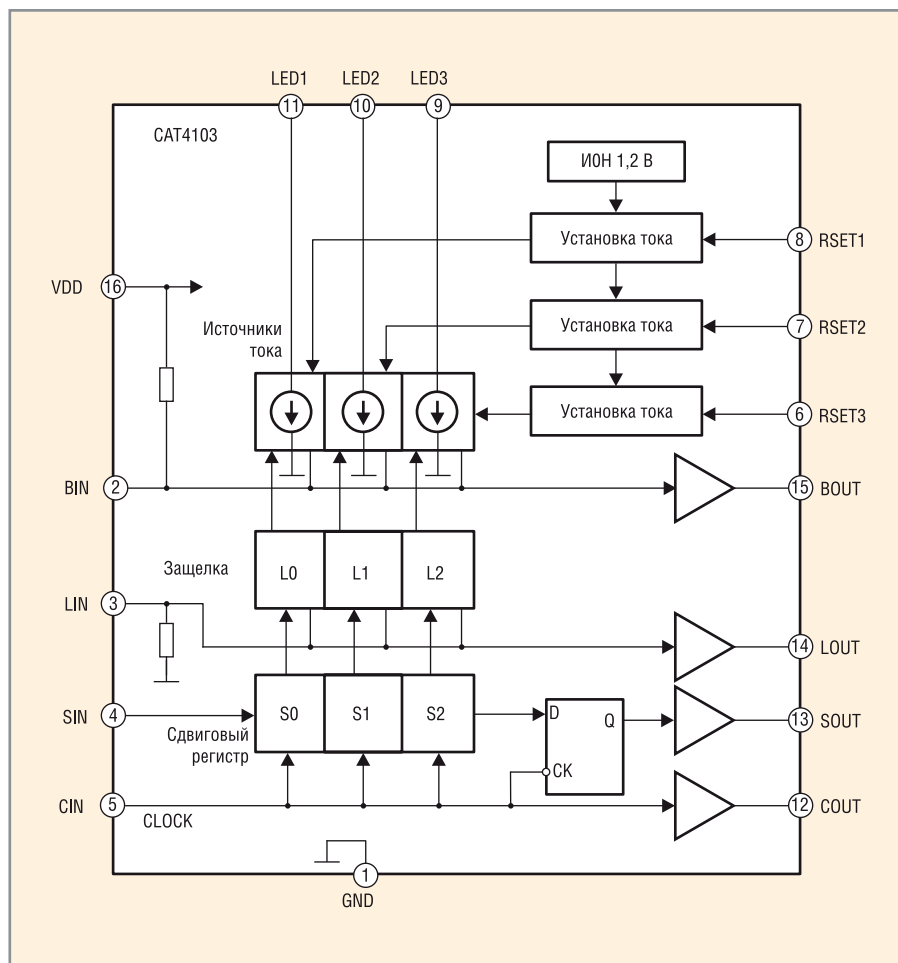 LED1 LED2 LED3
11 10 9
CAT4103
ИОН 1,2 В
Установка тока
8 RSET1
VDD 16
Источники
тока
Установка тока
7 RSET2
Установка тока
6 RSET3
BIN 2
15 BOUT
Защелка
L0 L1 L2
LIN 3
14 LOUT
SIN 4
S0 S1 S2
D Q
13 SOUT
Сдвиговый
регистр
CK
CIN 5
CLOCK
12 COUT
1
GND